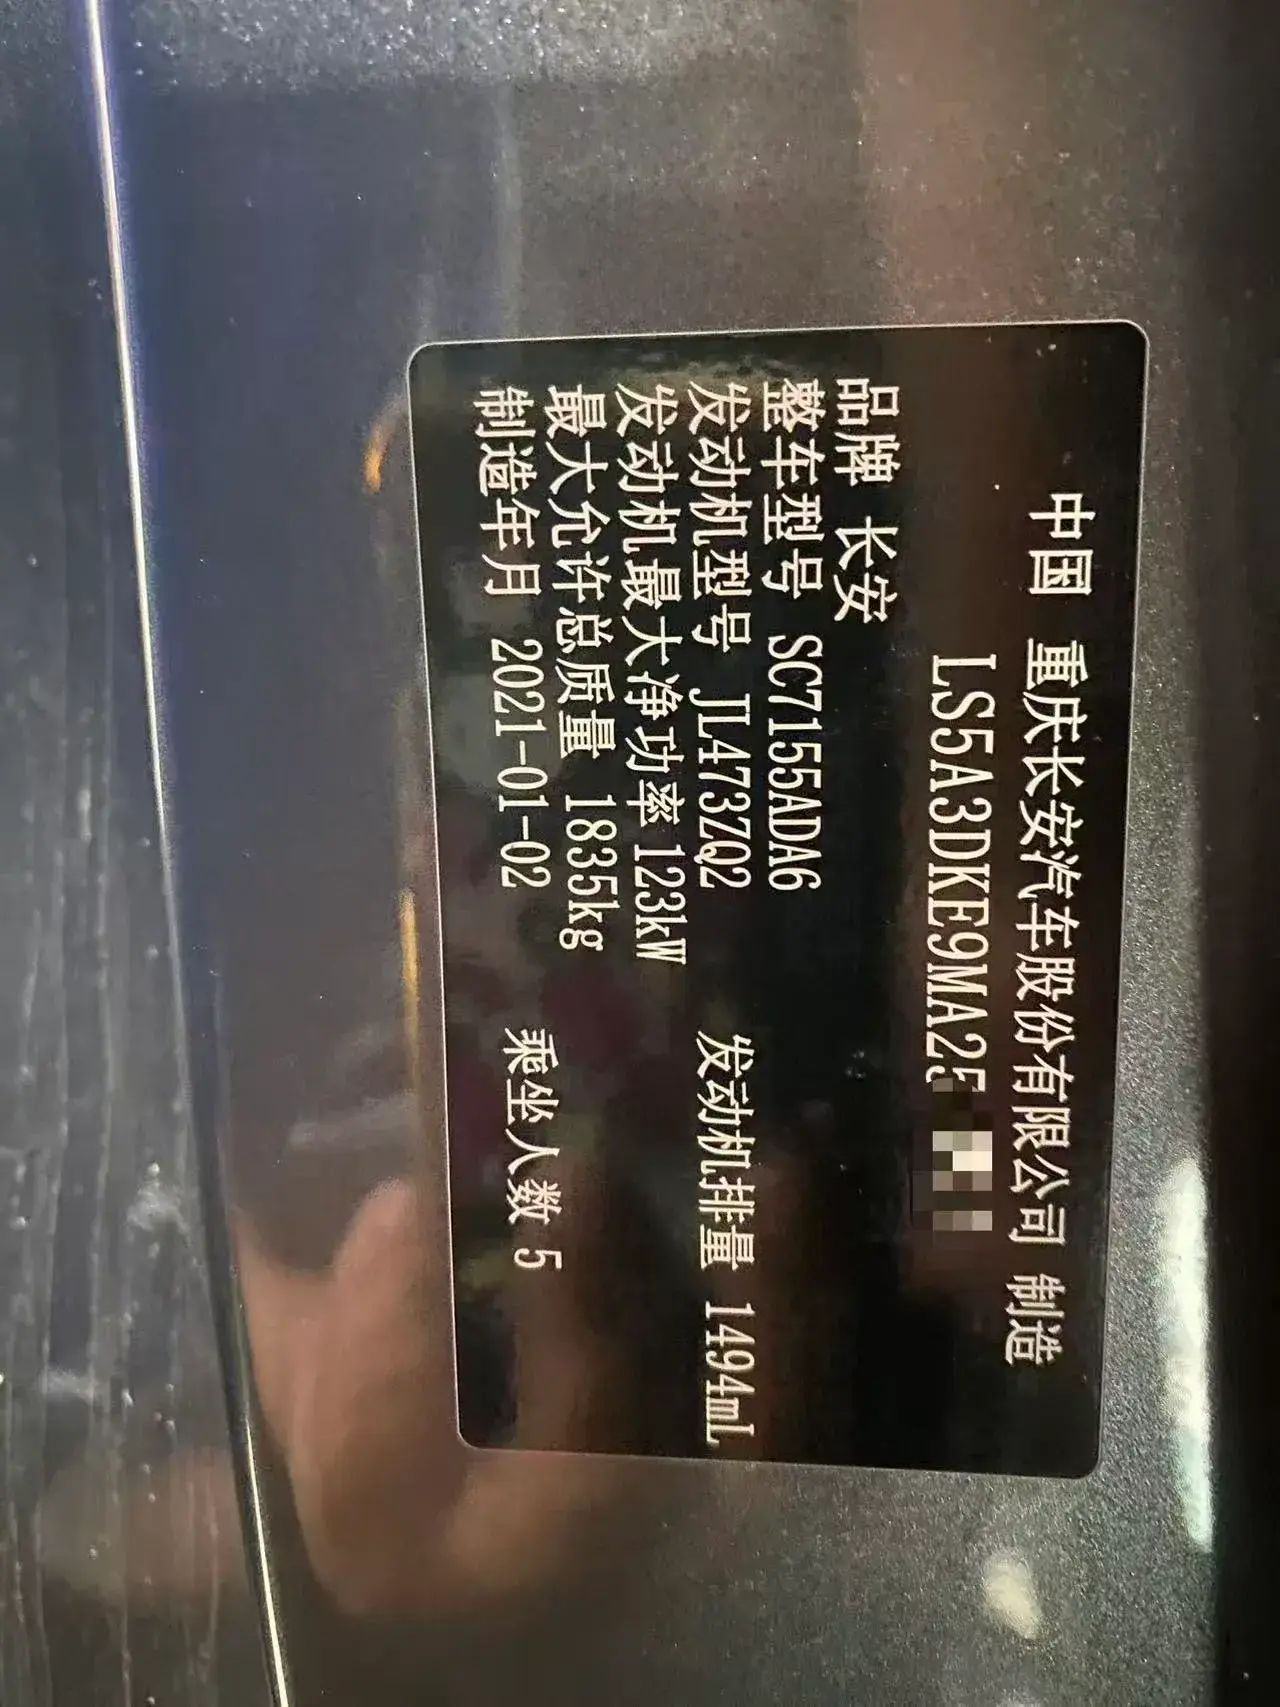 中国 重庆长安汽车股份有限公司 制造
LS5A3DKE9MA25
品牌 长安
整车型号 SC7155ADA6
发动机型号 JL473ZQ2 发动机排量 1494mL
发动机最大净功率 123kW
最大允许总质量 1835kg
制造年月 2021-01-02 乘坐人数 5